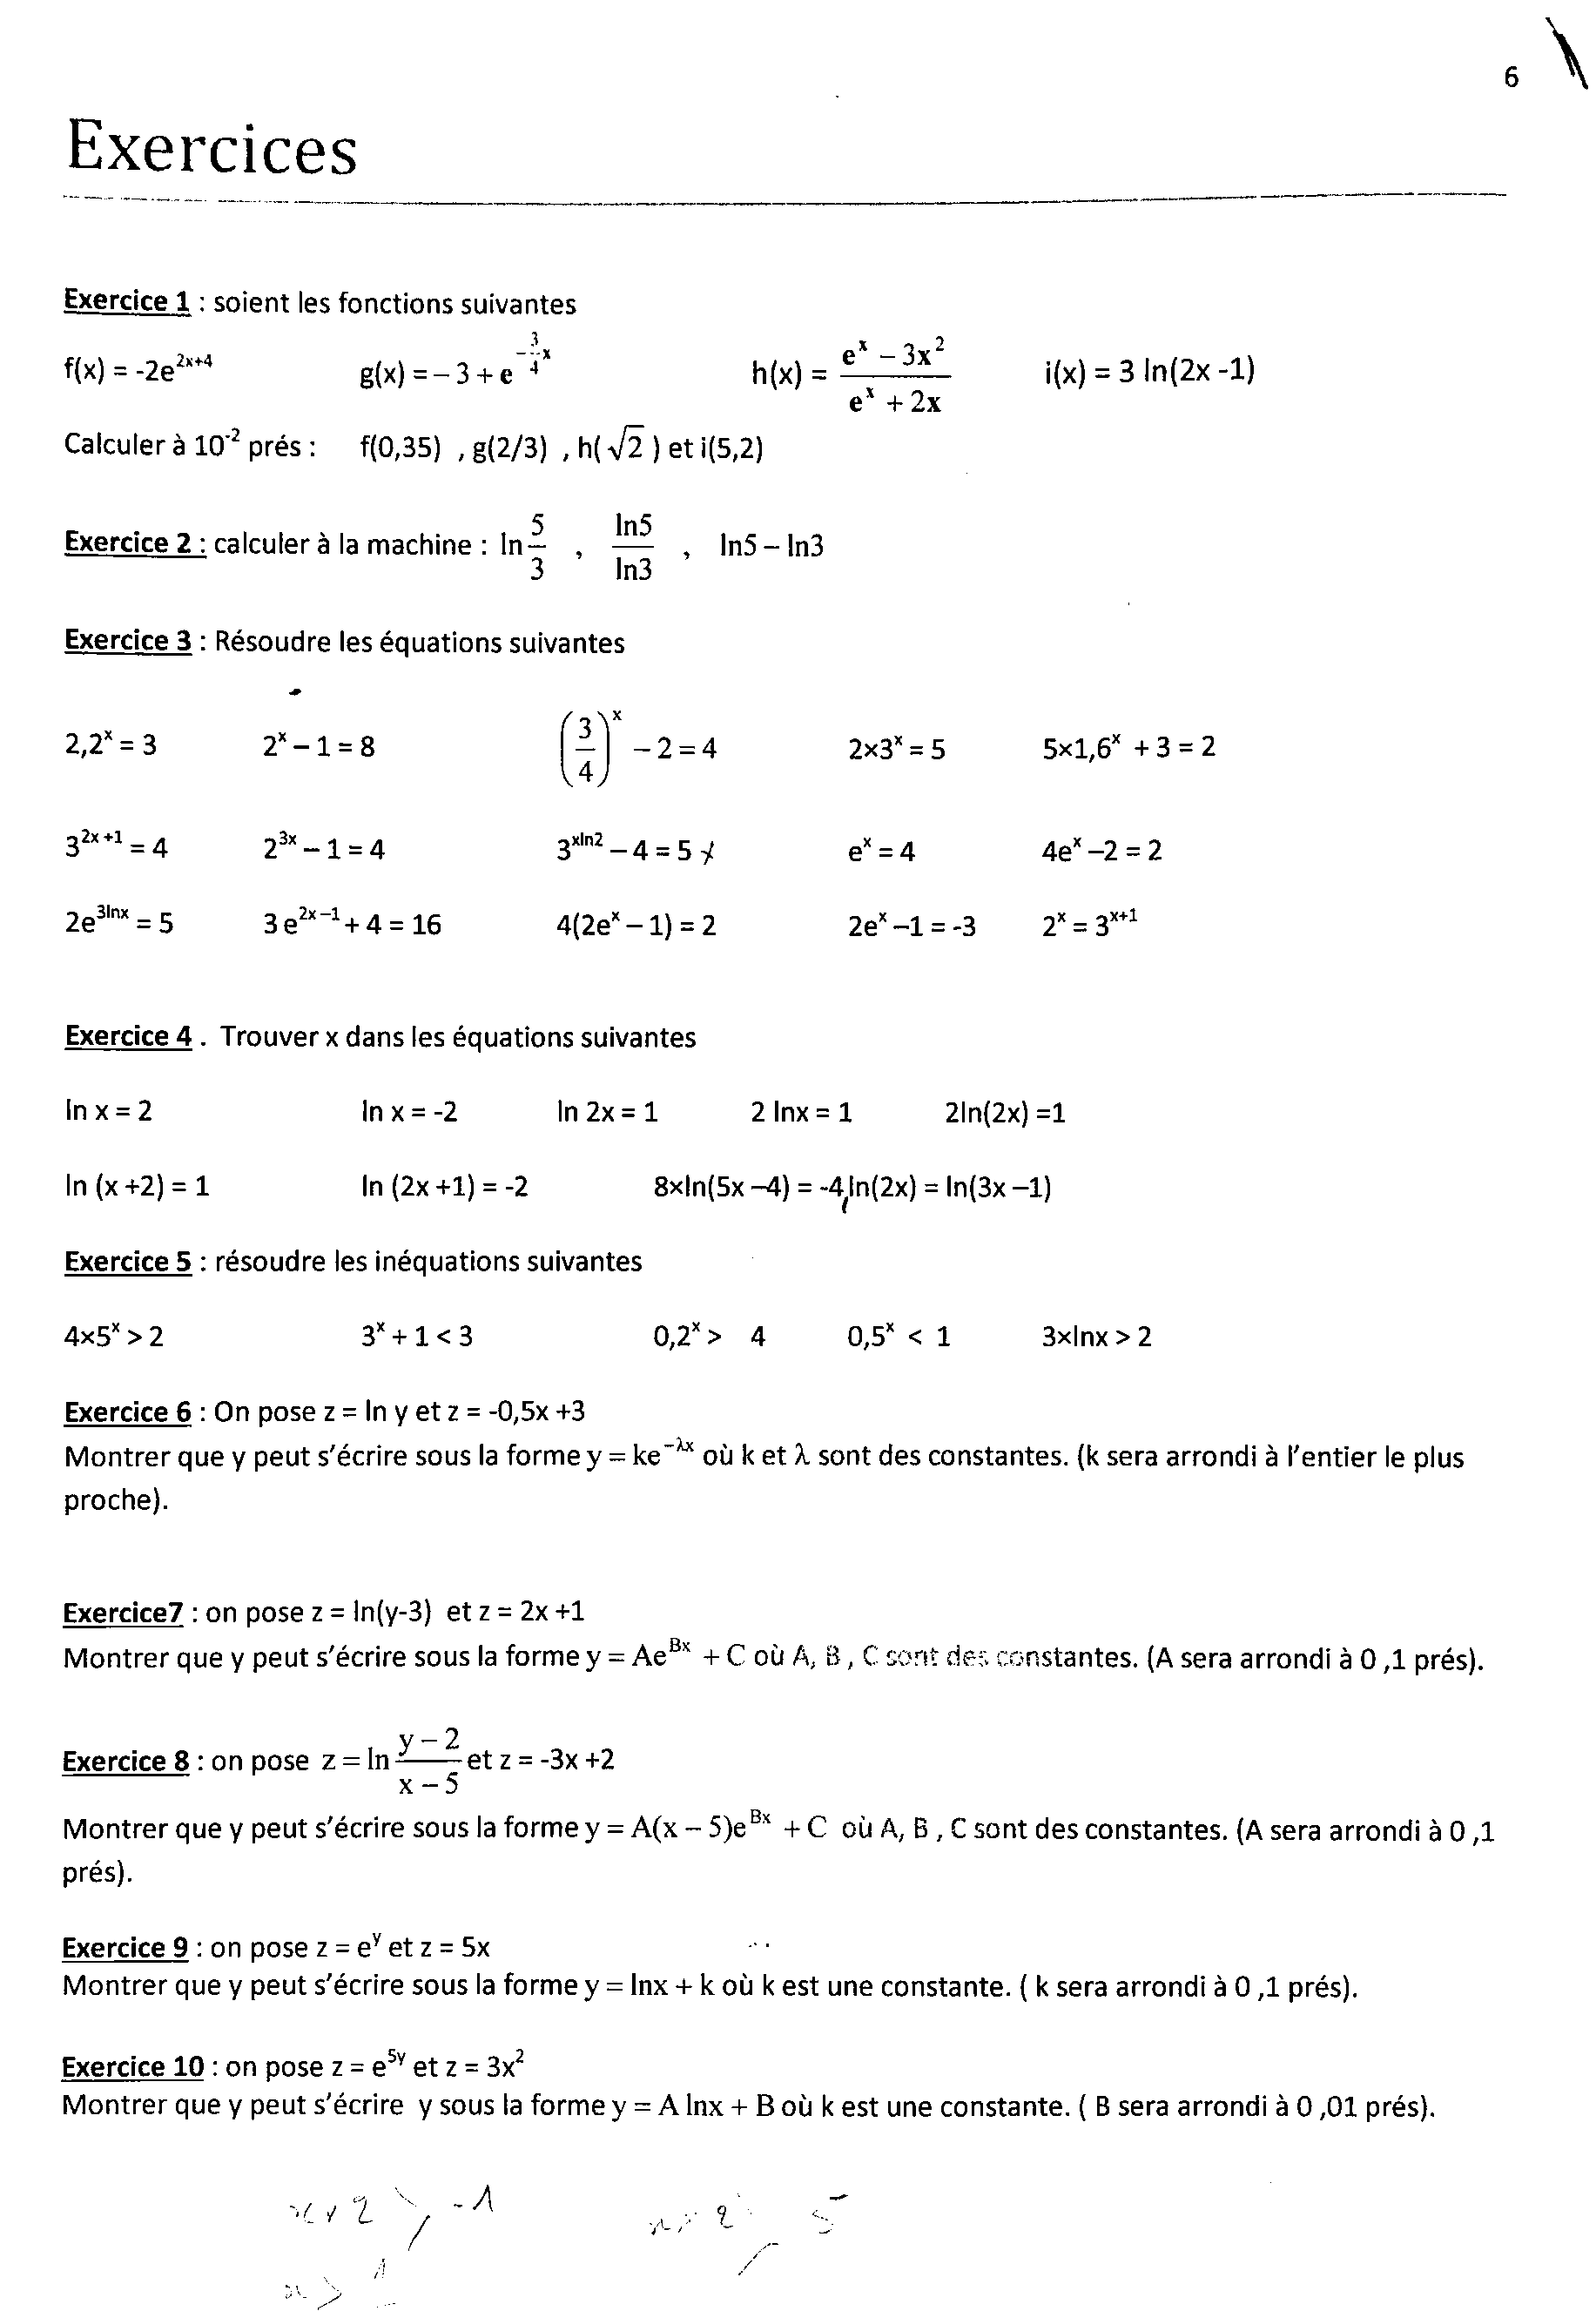 6
Exercices
Exercice 1 : soient les fonctions suivantes
f(x) = -2e^{2x+4}   g(x) = − 3 + e^{-\frac{3}{4}x}   h(x) = \frac{e^x − 3x^2}{e^x + 2x}   i(x) = 3 ln(2x -1)
Calculer à 10^{-2} prés :   f(0,35)  , g(2/3)  , h( √2 ) et i(5,2)
Exercice 2 : calculer à la machine : ln\frac{5}{3}  ,  \frac{ln5}{ln3}  ,  ln5 – ln3
Exercice 3 : Résoudre les équations suivantes
2,2^x = 3   2^x – 1 = 8   (\frac{3}{4})^x − 2 = 4   2×3^x = 5   5×1,6^x + 3 = 2
3^{2x +1} = 4   2^{3x} – 1 = 4   3^{xln2} – 4 = 5   e^x = 4   4e^x –2 = 2
2e^{3lnx} = 5   3 e^{2x –1} + 4 = 16   4(2e^x – 1) = 2   2e^x –1 = -3   2^x = 3^{x+1}
Exercice 4 .  Trouver x dans les équations suivantes
ln x = 2   ln x = -2   ln 2x = 1   2 lnx = 1   2ln(2x) =1
ln (x +2) = 1   ln (2x +1) = -2   8×ln(5x –4) = -4,ln(2x) = ln(3x –1)
Exercice 5 : résoudre les inéquations suivantes
4×5^x > 2   3^x + 1 < 3   0,2^x >   4   0,5^x  <  1   3×lnx > 2
Exercice 6 : On pose z = ln y et z = -0,5x +3
Montrer que y peut s'écrire sous la forme y = ke^{−λx} où k et λ sont des constantes. (k sera arrondi à l'entier le plus
proche).
Exercice7 : on pose z = ln(y-3)  et z = 2x +1
Montrer que y peut s'écrire sous la forme y = Ae^{Bx} + C où A, B , C sont des constantes. (A sera arrondi à 0 ,1 prés).
Exercice 8 : on pose  z = ln\frac{y − 2}{x − 5} et z = -3x +2
Montrer que y peut s'écrire sous la forme y = A(x − 5)e^{Bx} + C  où A, B , C sont des constantes. (A sera arrondi à 0 ,1
prés).
Exercice 9 : on pose z = e^y et z = 5x
Montrer que y peut s'écrire sous la forme y = lnx + k où k est une constante. ( k sera arrondi à 0 ,1 prés).
Exercice 10 : on pose z = e^{5y} et z = 3x^2
Montrer que y peut s'écrire  y sous la forme y = A lnx + B où k est une constante. ( B sera arrondi à 0 ,01 prés).